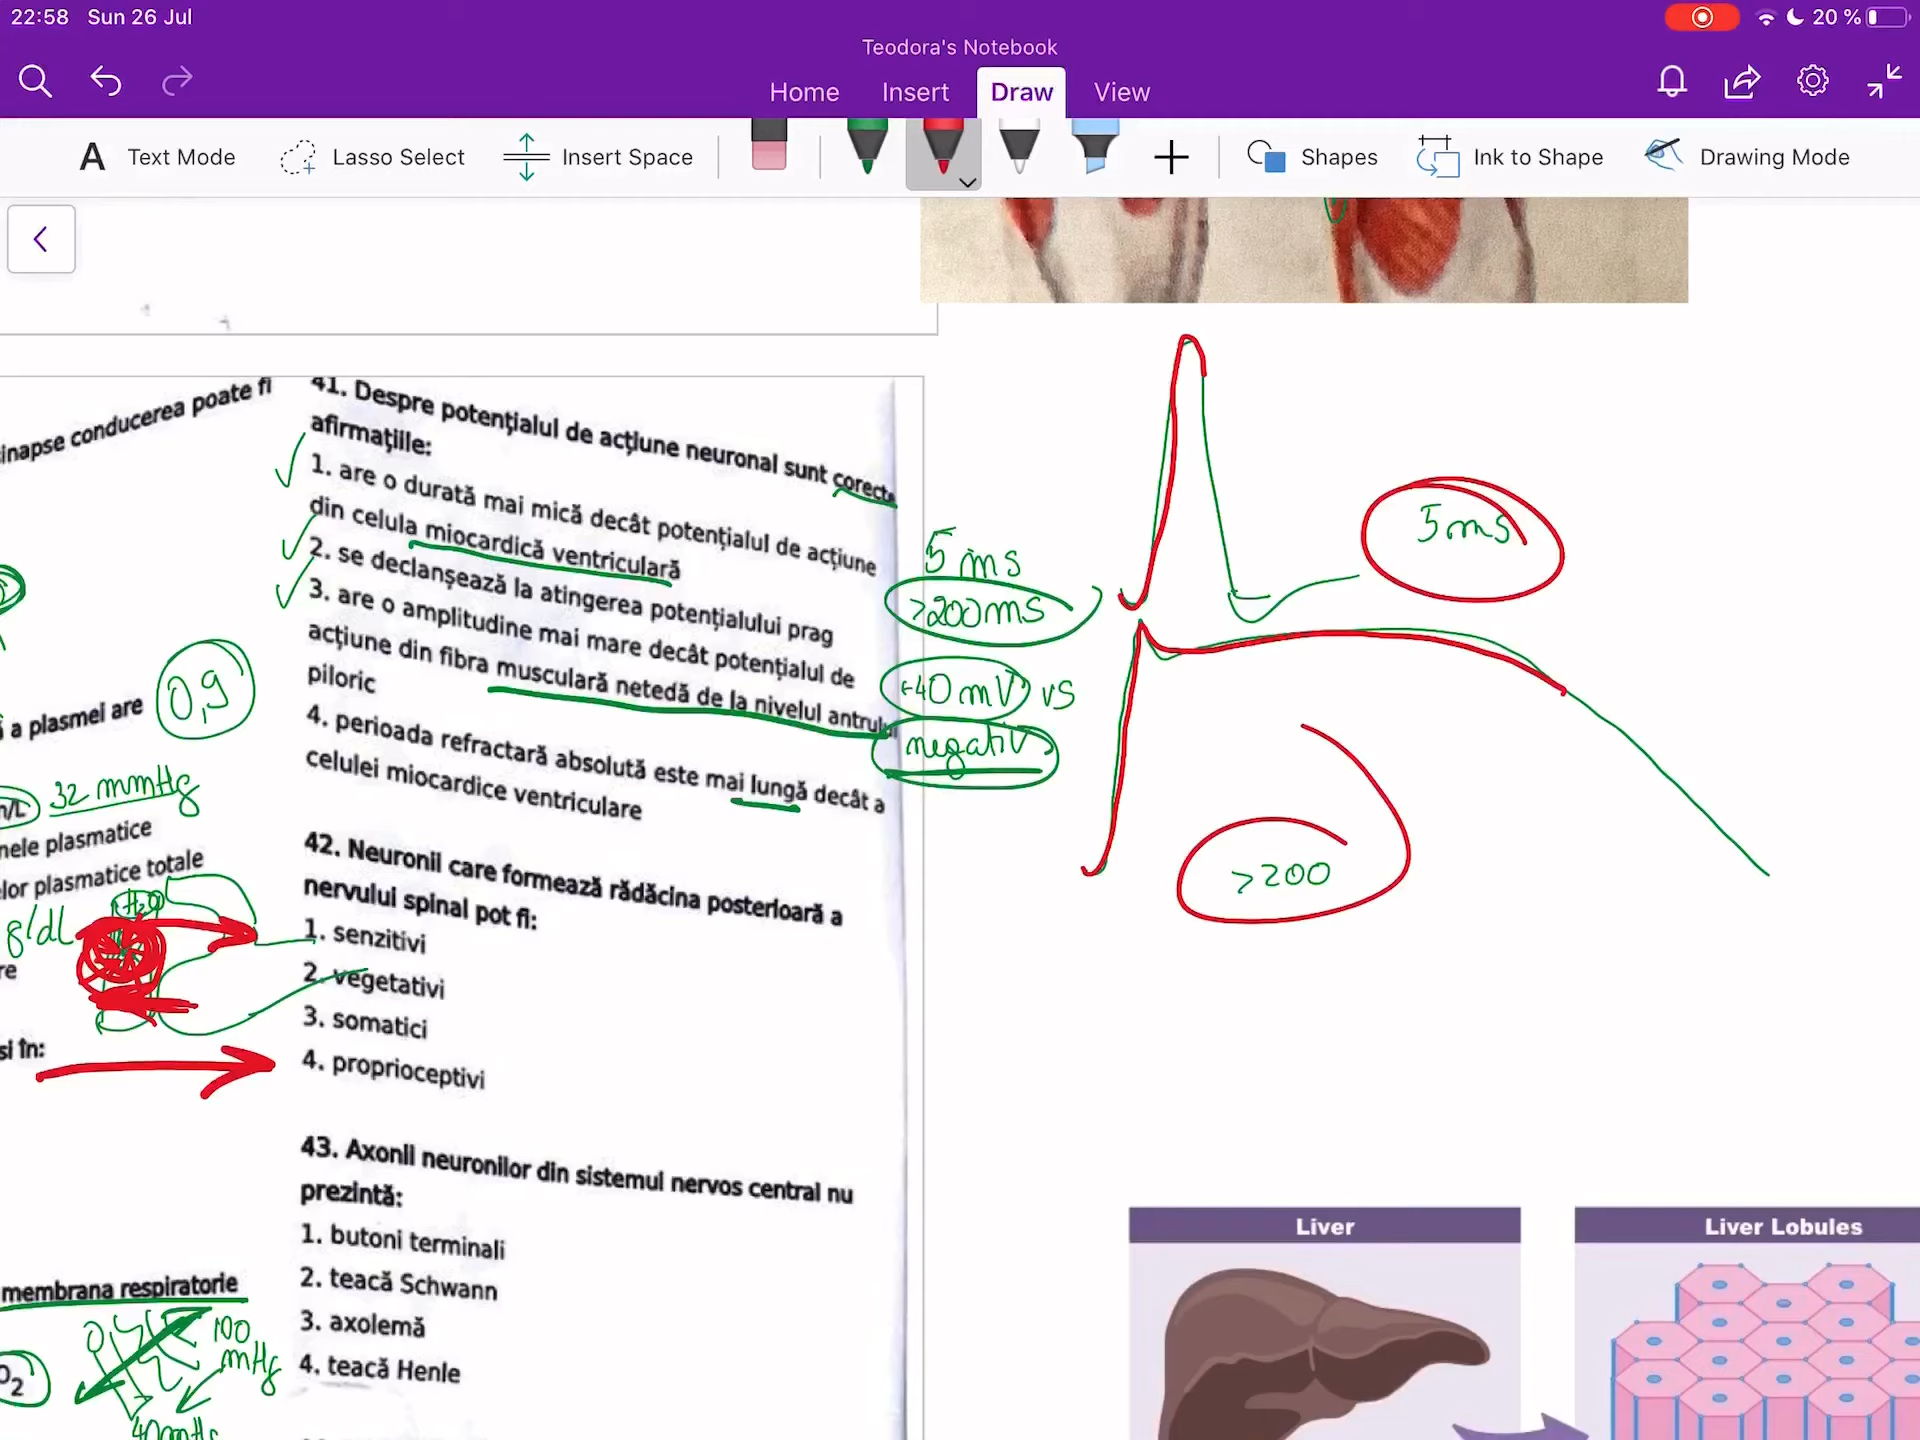 22:58 Sun 26 Jul
20 %
Teodora's Notebook
Home Insert Draw View
A Text Mode Lasso Select Insert Space Shapes Ink to Shape Drawing Mode
inapse conducerea poate fi
0,9
a plasmei are
32 mmHg
nele plasmatice
lor plasmatice totale
H2O
g/dl
re
si în:
membrana respiratorie
100
mHg
O2
40mmHg
41. Despre potențialul de acțiune neuronal sunt corecte
afirmațiile:
1. are o durată mai mică decât potențialul de acțiune
din celula miocardică ventriculară
2. se declanșează la atingerea potențialului prag
3. are o amplitudine mai mare decât potențialul de
acțiune din fibra musculară netedă de la nivelul antrului
piloric
4. perioada refractară absolută este mai lungă decât a
celulei miocardice ventriculare
42. Neuronii care formează rădăcina posterioară a
nervului spinal pot fi:
1. senzitivi
2. vegetativi
3. somatici
4. proprioceptivi
43. Axonii neuronilor din sistemul nervos central nu
prezintă:
1. butoni terminali
2. teacă Schwann
3. axolemă
4. teacă Henle
5 ms
>200ms
+40 mV vs
negativ
5ms
>200
Liver
Liver Lobules